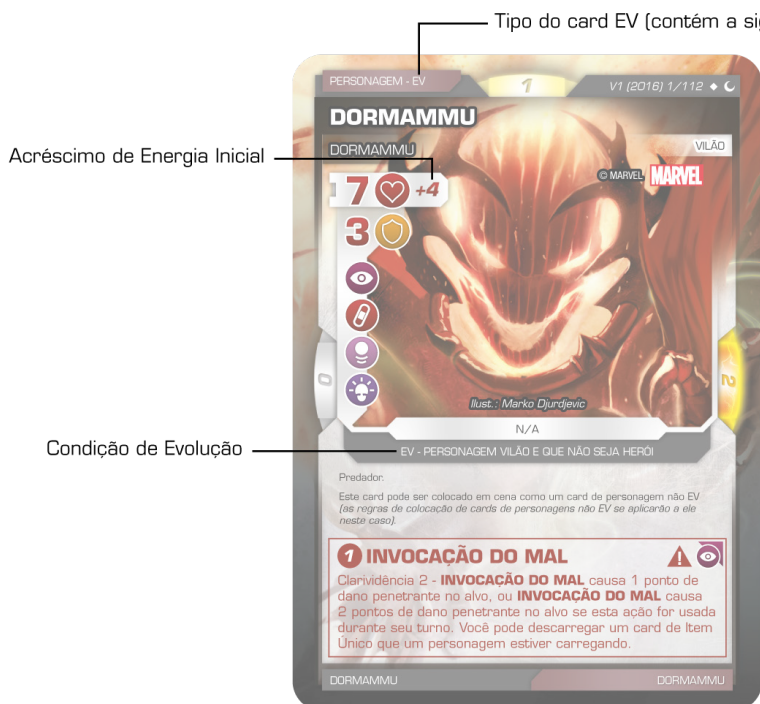 Tipo do card EV (contém a sig
PERSONAGEM - EV
1
V1 (2016) 1/112
DORMAMMU
DORMAMMU
VILÃO
Acréscimo de Energia Inicial
7 +4
© MARVEL MARVEL
3
0
2
Ilust.: Marko Djurdjevic
N/A
Condição de Evolução
EV - PERSONAGEM VILÃO E QUE NÃO SEJA HERÓI
Predador.
Este card pode ser colocado em cena como um card de personagem não EV
(as regras de colocação de cards de personagens não EV se aplicarão a ele
neste caso).
1 INVOCAÇÃO DO MAL
Clarividência 2 - INVOCAÇÃO DO MAL causa 1 ponto de
dano penetrante no alvo, ou INVOCAÇÃO DO MAL causa
2 pontos de dano penetrante no alvo se esta ação for usada
durante seu turno. Você pode descarregar um card de Item
Único que um personagem estiver carregando.
DORMAMMU
DORMAMMU